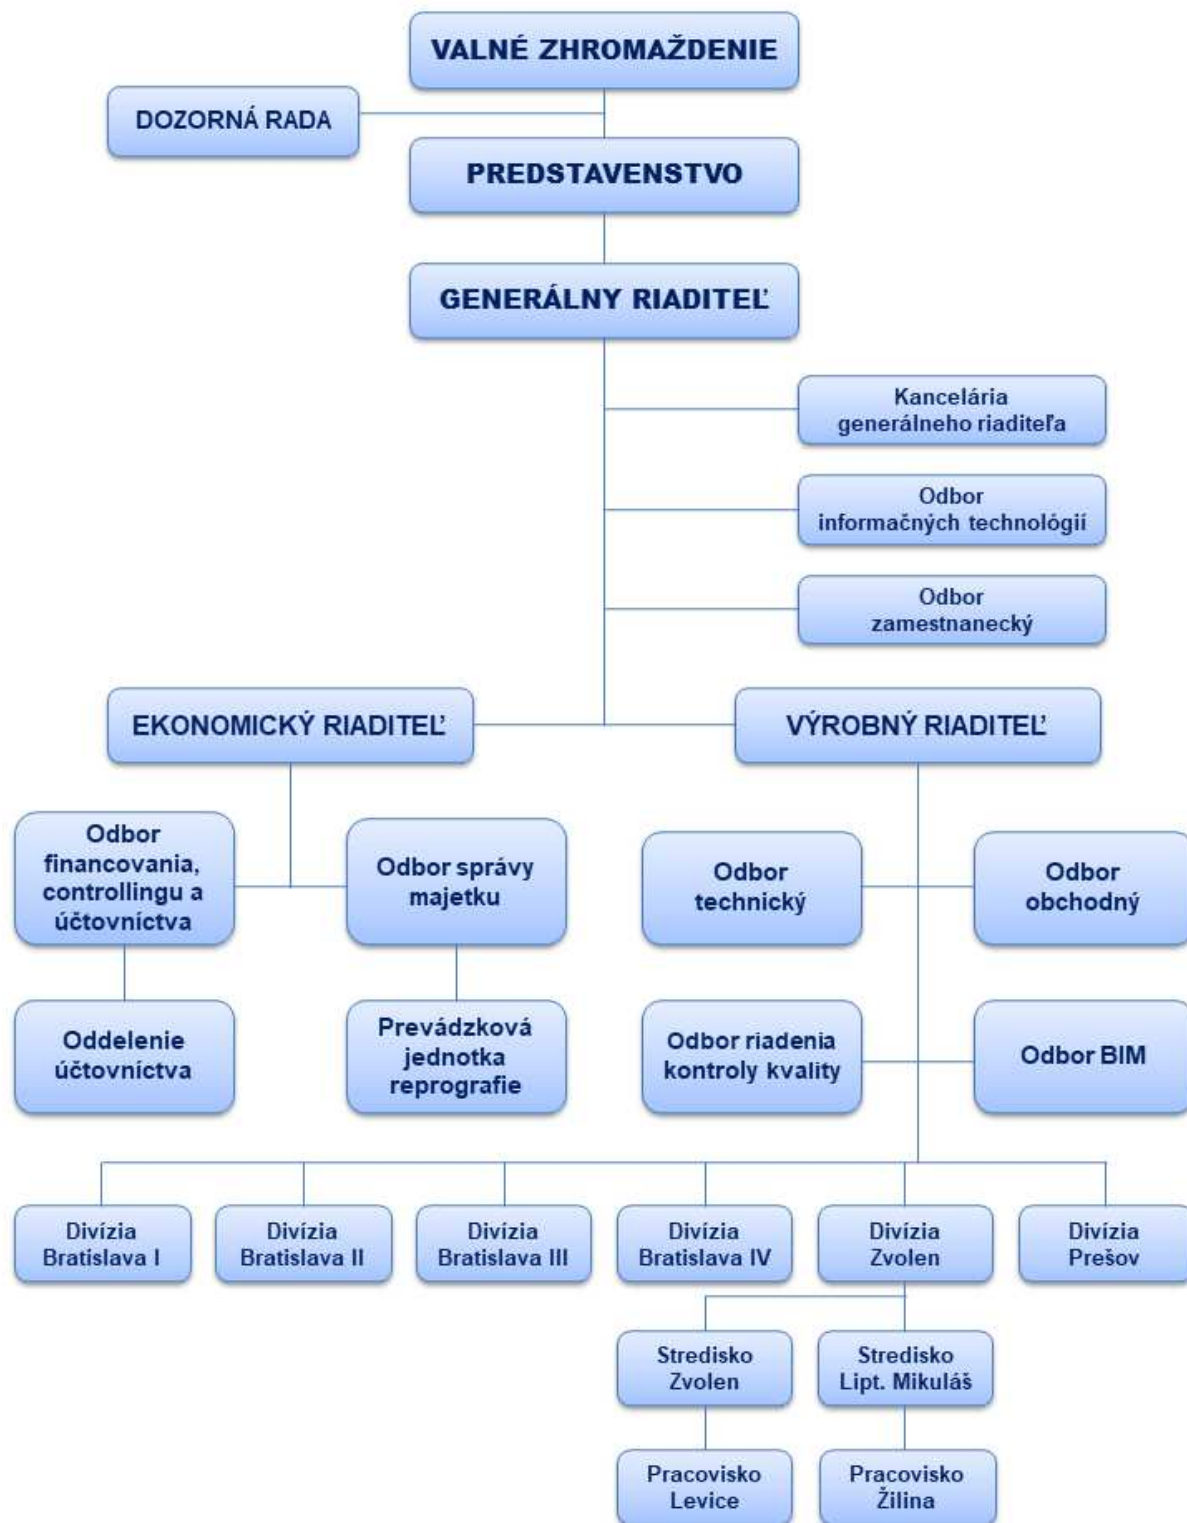 VALNÉ ZHROMAŽDENIE
DOZORNÁ RADA
PREDSTAVENSTVO
GENERÁLNY RIADITEĽ
Kancelária
generálneho riaditeľa
Odbor
informačných technológií
Odbor
zamestnanecký
EKONOMICKÝ RIADITEĽ
VÝROBNÝ RIADITEĽ
Odbor
financovania,
controllingu a
účtovníctva
Odbor správy
majetku
Odbor
technický
Odbor
obchodný
Oddelenie
účtovníctva
Prevádzková
jednotka
reprografie
Odbor riadenia
kontroly kvality
Odbor BIM
Divízia
Bratislava I
Divízia
Bratislava II
Divízia
Bratislava III
Divízia
Bratislava IV
Divízia
Zvolen
Divízia
Prešov
Stredisko
Zvolen
Stredisko
Lipt. Mikuláš
Pracovisko
Levice
Pracovisko
Žilina